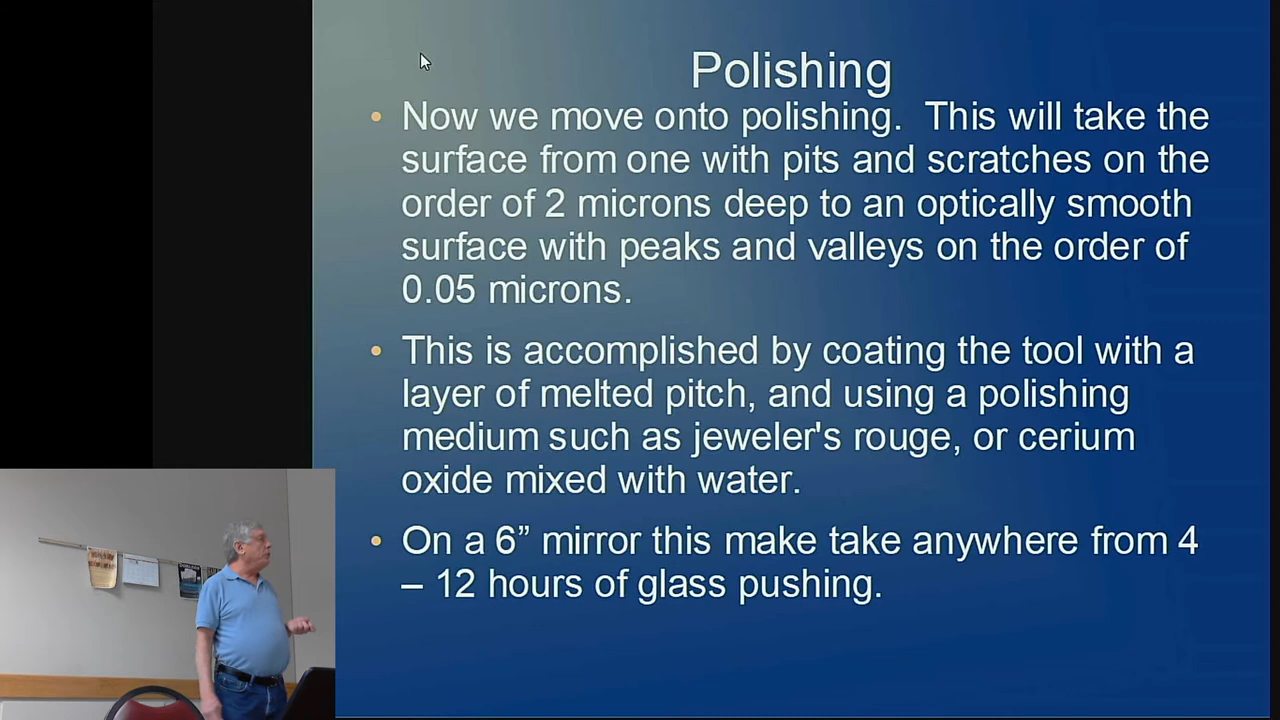 Polishing
• Now we move onto polishing. This will take the
surface from one with pits and scratches on the
order of 2 microns deep to an optically smooth
surface with peaks and valleys on the order of
0.05 microns.
• This is accomplished by coating the tool with a
layer of melted pitch, and using a polishing
medium such as jeweler's rouge, or cerium
oxide mixed with water.
• On a 6” mirror this make take anywhere from 4
– 12 hours of glass pushing.